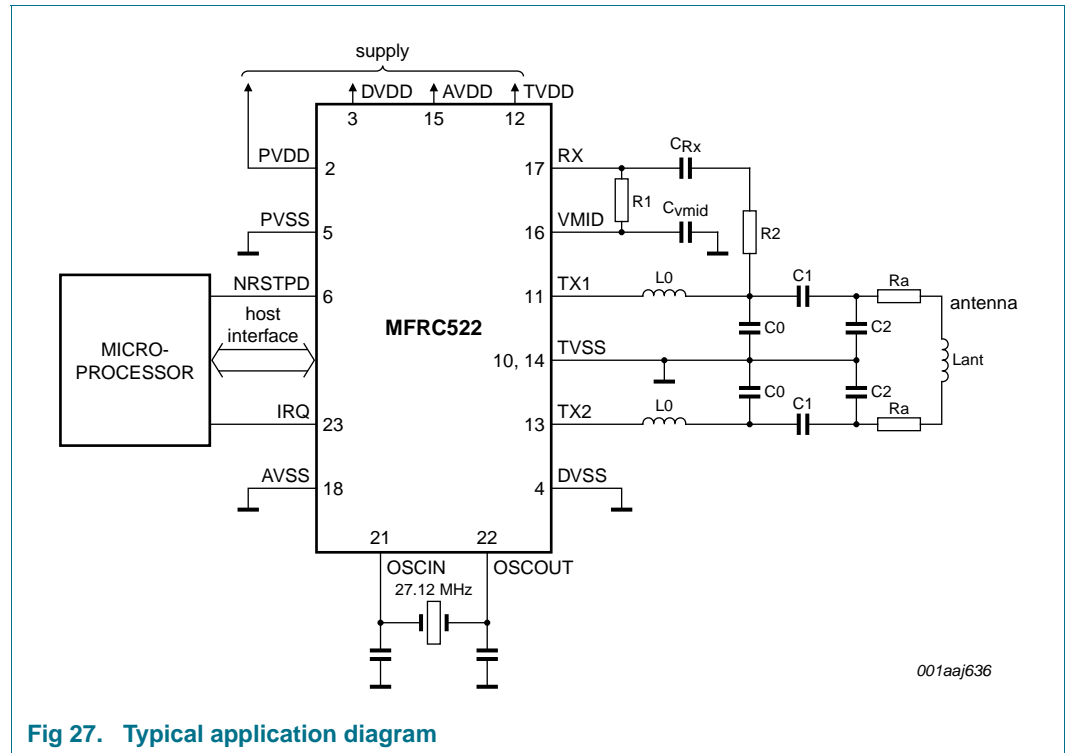 supply
DVDD
AVDD
TVDD
3
15
12
PVDD
2
17
RX
CRx
R1
PVSS
5
16
VMID
Cvmid
R2
NRSTPD
6
11
TX1
L0
C1
Ra
antenna
host
interface
MFRC522
C0
C2
MICRO-
PROCESSOR
10, 14
TVSS
Lant
C0
C2
IRQ
23
13
TX2
L0
C1
Ra
AVSS
18
4
DVSS
21
22
OSCIN
OSCOUT
27.12 MHz
001aaj636
Fig 27. Typical application diagram